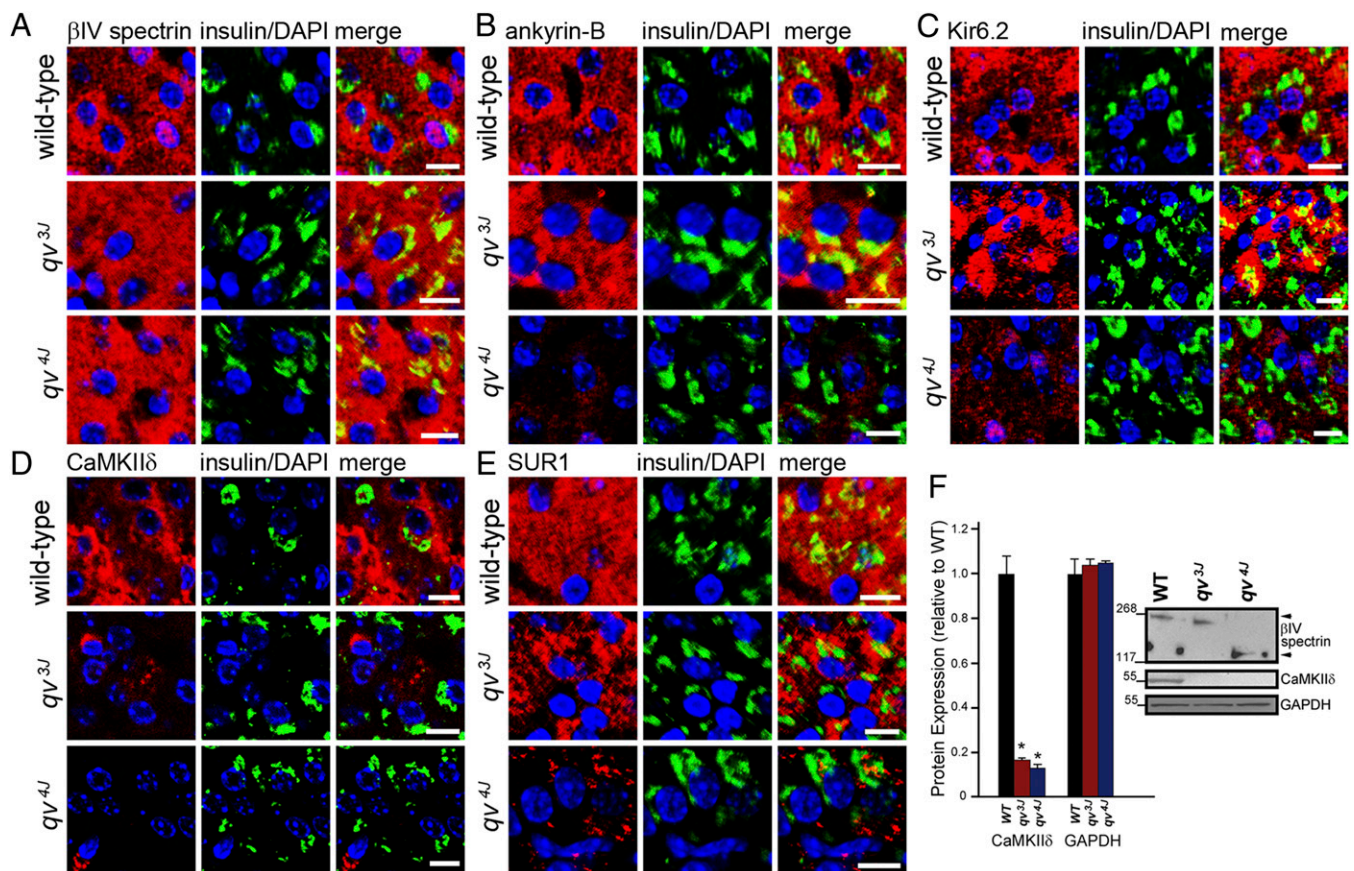 A βIV spectrin insulin/DAPI merge
wild-type
qv3J
qv4J
B ankyrin-B insulin/DAPI merge
wild-type
qv3J
qv4J
C Kir6.2 insulin/DAPI merge
wild-type
qv3J
qv4J
D CaMKIIδ insulin/DAPI merge
wild-type
qv3J
qv4J
E SUR1 insulin/DAPI merge
wild-type
qv3J
qv4J
F
Protein Expression (relative to WT)
1.2
1.0
0.8
0.6
0.4
0.2
0
* *
WT qv3J qv4J WT qv3J qv4J
CaMKIIδ GAPDH
WT qv3J qv4J
268
βIV
spectrin
117
55 CaMKIIδ
55 GAPDH